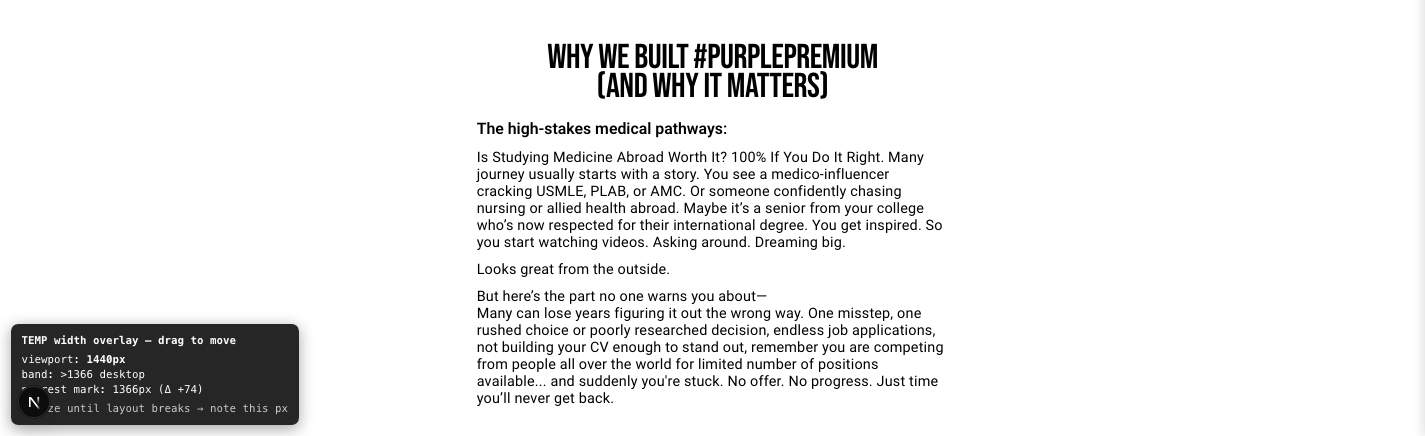 WHY WE BUILT #PURPLEPREMIUM
(AND WHY IT MATTERS)
The high-stakes medical pathways:
Is Studying Medicine Abroad Worth It? 100% If You Do It Right. Many
journey usually starts with a story. You see a medico-influencer
cracking USMLE, PLAB, or AMC. Or someone confidently chasing
nursing or allied health abroad. Maybe it’s a senior from your college
who’s now respected for their international degree. You get inspired. So
you start watching videos. Asking around. Dreaming big.
Looks great from the outside.
But here’s the part no one warns you about—
Many can lose years figuring it out the wrong way. One misstep, one
rushed choice or poorly researched decision, endless job applications,
not building your CV enough to stand out, remember you are competing
from people all over the world for limited number of positions
available... and suddenly you're stuck. No offer. No progress. Just time
you’ll never get back.
TEMP width overlay — drag to move
viewport: 1440px
band: >1366 desktop
mark: 1366px (Δ +74)
until layout breaks → note this px
N